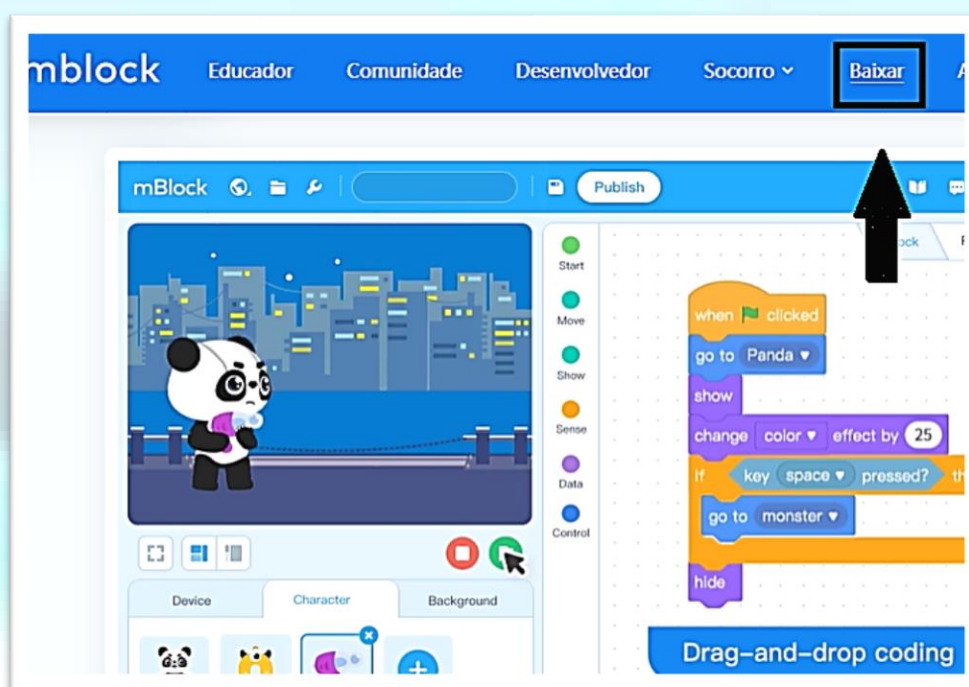 mblock Educador Comunidade Desenvolvedor Socorro Baixar
mBlock Publish
Start
Move
Show
Sense
Data
Control
when clicked
go to Panda
show
change color effect by 25
If key space pressed?
go to monster
hide
Device Character Background
Drag-and-drop coding